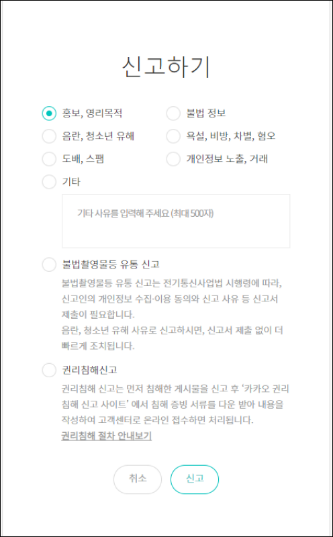 신고하기
홍보, 영리목적 불법 정보
음란, 청소년 유해 욕설, 비방, 차별, 혐오
도배, 스팸 개인정보 노출, 거래
기타
기타 사유를 입력해 주세요 (최대 500자)
불법촬영물등 유통 신고
불법촬영물등 유통 신고는 전기통신사업법 시행령에 따라,
신고인의 개인정보 수집·이용 동의와 신고 사유 등 신고서
제출이 필요합니다.
음란, 청소년 유해 사유로 신고하시면, 신고서 제출 없이 더
빠르게 조치됩니다.
권리침해신고
권리침해 신고는 먼저 침해한 게시물을 신고 후 '카카오 권리
침해 신고 사이트' 에서 침해 증빙 서류를 다운 받아 내용을
작성하여 고객센터로 온라인 접수하면 처리됩니다.
권리침해 절차 안내보기
취소 신고